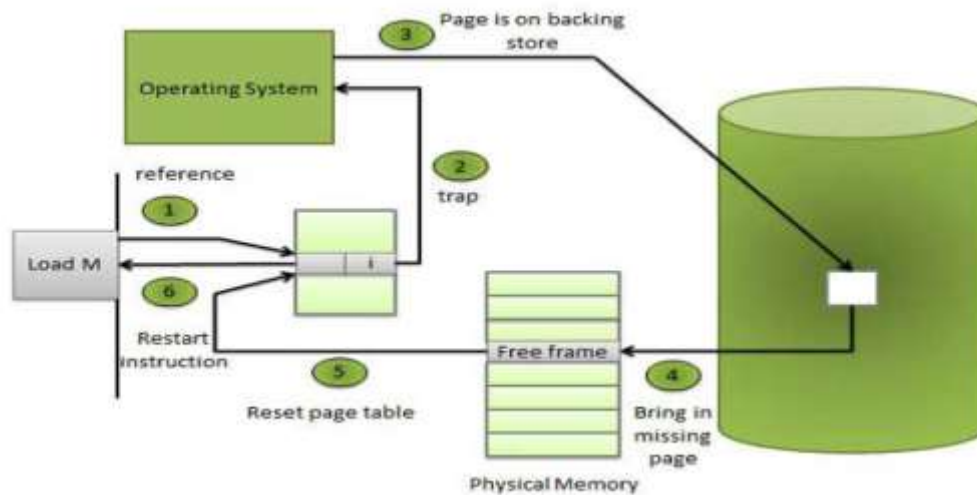 3
Page is on backing
store
Operating System
2
trap
reference
1
Load M
i
6
Restart
instruction
Free frame
5
Reset page table
4
Bring in
missing
page
Physical Memory